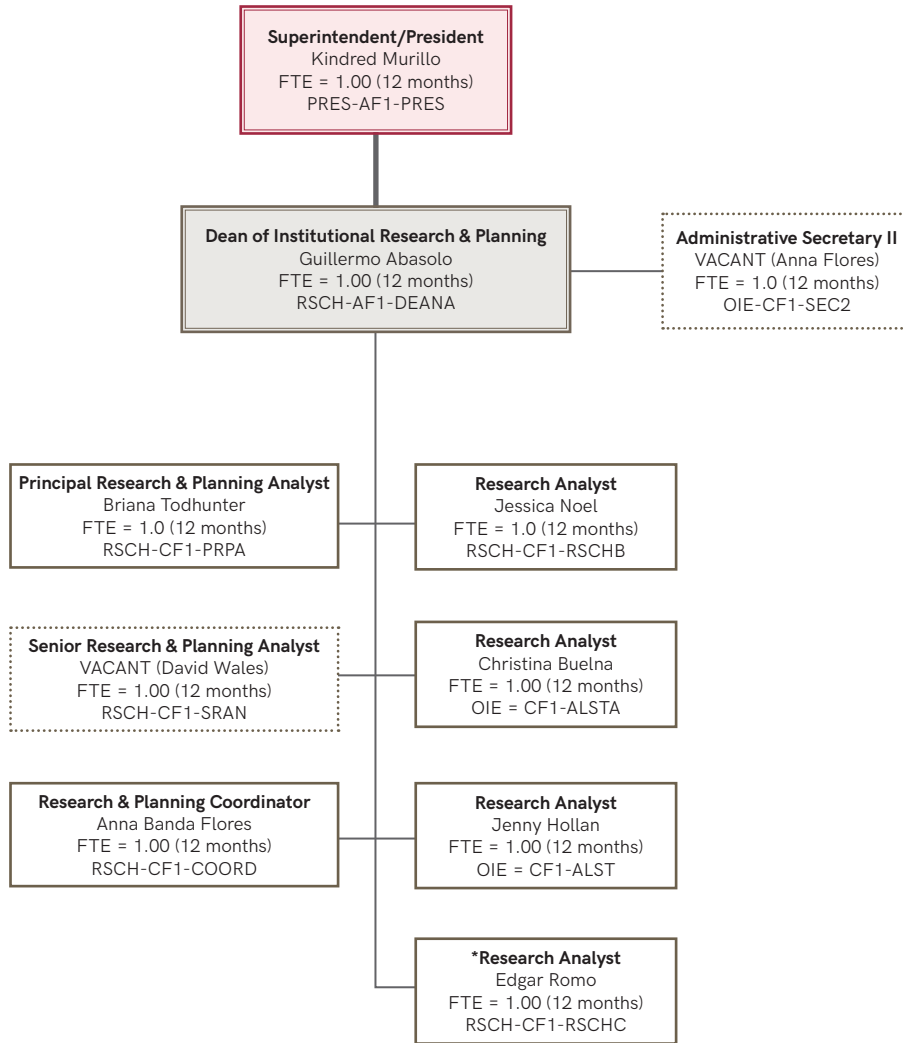 Superintendent/President
Kindred Murillo
FTE = 1.00 (12 months)
PRES-AF1-PRES
Dean of Institutional Research & Planning
Guillermo Abasolo
FTE = 1.00 (12 months)
RSCH-AF1-DEANA
Administrative Secretary II
VACANT (Anna Flores)
FTE = 1.0 (12 months)
OIE-CF1-SEC2
Principal Research & Planning Analyst
Briana Todhunter
FTE = 1.0 (12 months)
RSCH-CF1-PRPA
Research Analyst
Jessica Noel
FTE = 1.0 (12 months)
RSCH-CF1-RSCHB
Senior Research & Planning Analyst
VACANT (David Wales)
FTE = 1.00 (12 months)
RSCH-CF1-SRAN
Research Analyst
Christina Buelna
FTE = 1.00 (12 months)
OIE = CF1-ALSTA
Research & Planning Coordinator
Anna Banda Flores
FTE = 1.00 (12 months)
RSCH-CF1-COORD
Research Analyst
Jenny Hollan
FTE = 1.00 (12 months)
OIE = CF1-ALST
*Research Analyst
Edgar Romo
FTE = 1.00 (12 months)
RSCH-CF1-RSCHC